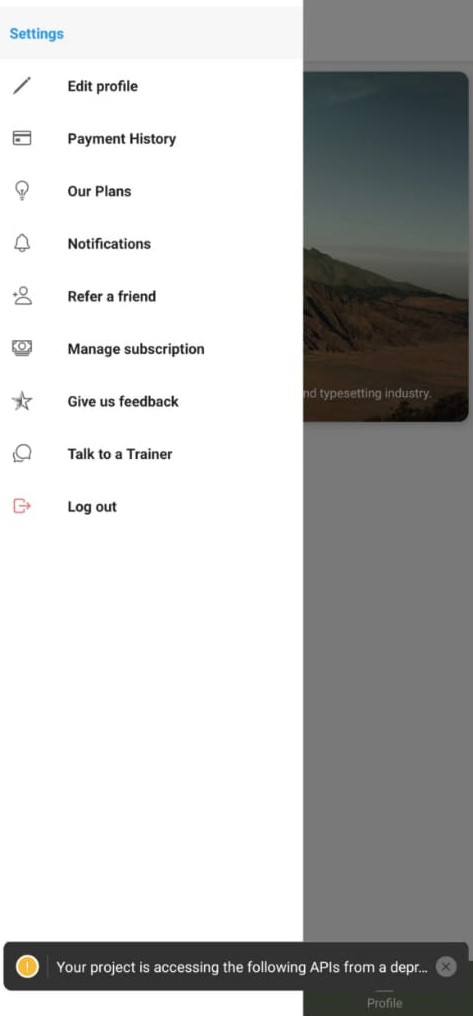 Settings
Edit profile
Payment History
Our Plans
Notifications
Refer a friend
Manage subscription
nd typesetting industry.
Give us feedback
Talk to a Trainer
Log out
Your project is accessing the following APIs from a depr...
Profile